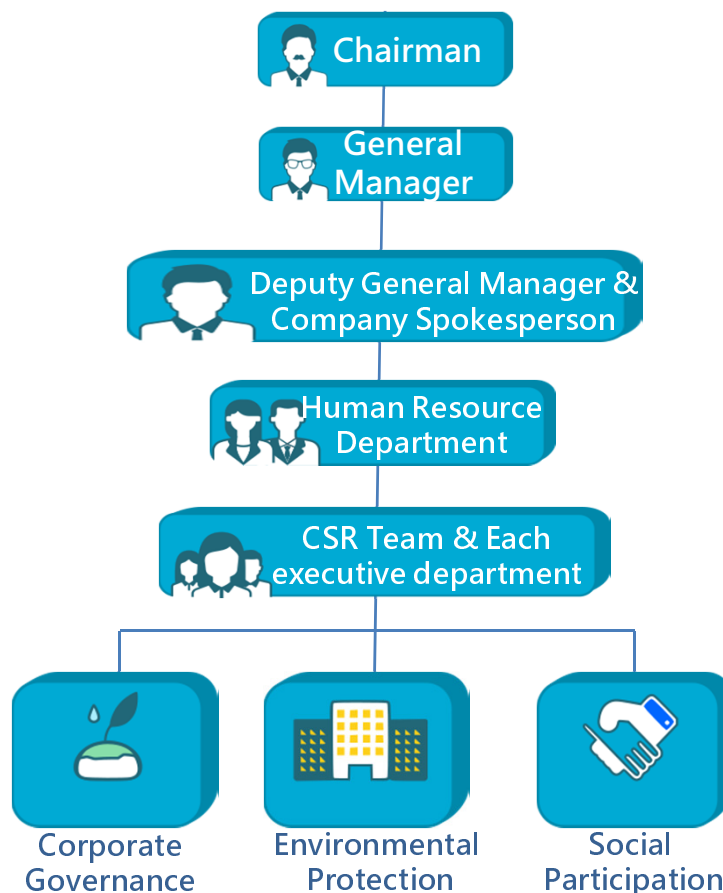 Chairman
General
Manager
Deputy General Manager &
Company Spokesperson
Human Resource
Department
CSR Team & Each
executive department
Corporate
Governance
Environmental
Protection
Social
Participation